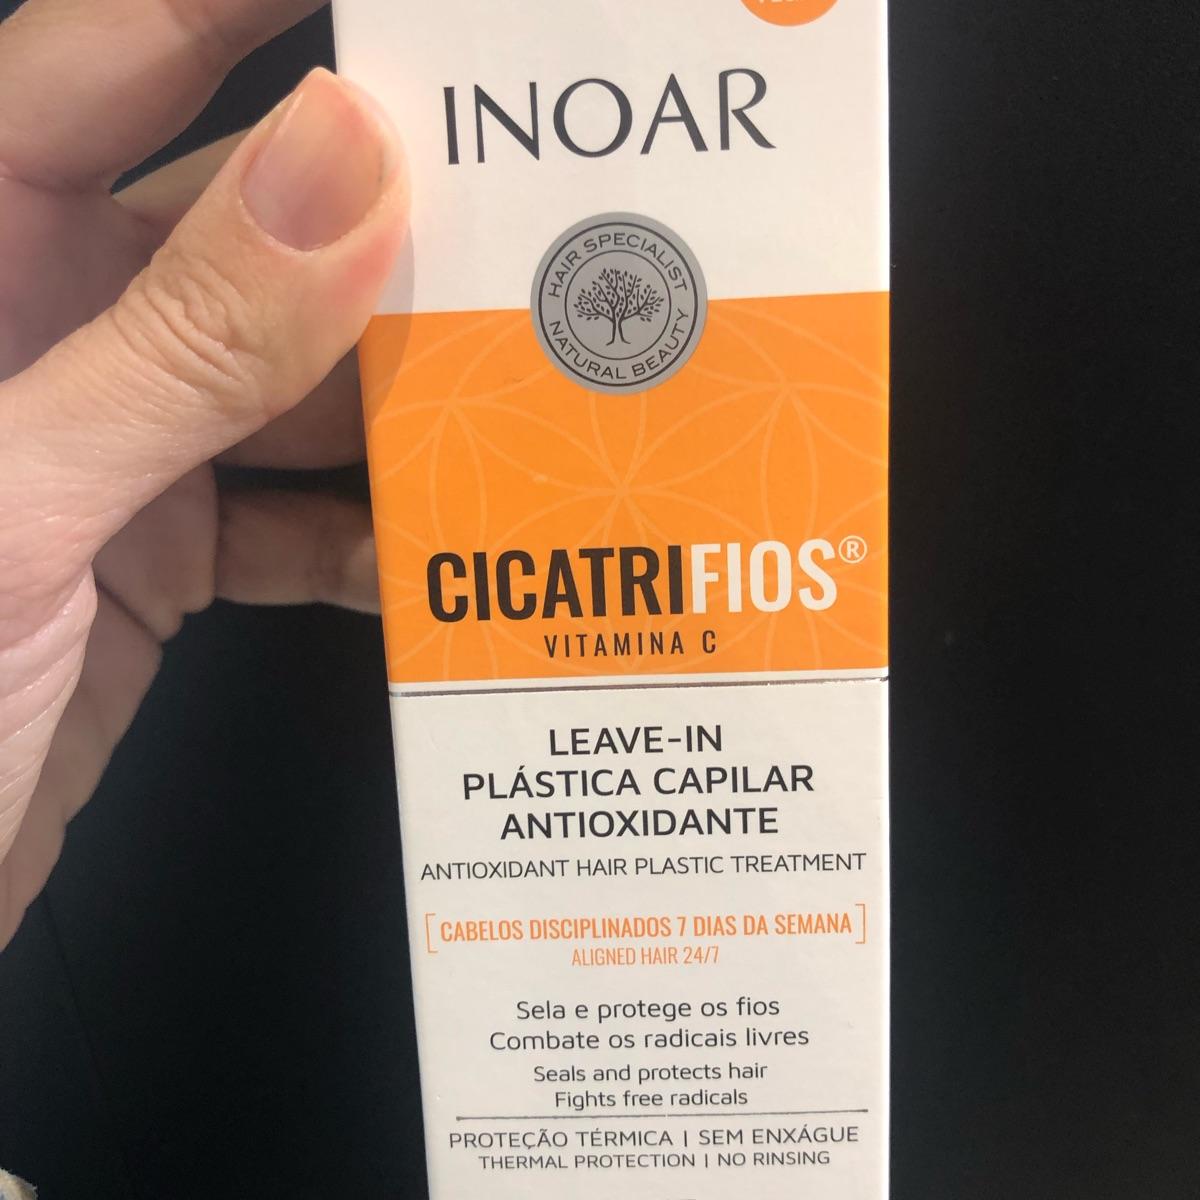 INOAR
HAIR SPECIALIST
NATURAL BEAUTY
CICATRIFIOS®
VITAMINA C
LEAVE-IN
PLÁSTICA CAPILAR
ANTIOXIDANTE
ANTIOXIDANT HAIR PLASTIC TREATMENT
[CABELOS DISCIPLINADOS 7 DIAS DA SEMANA]
ALIGNED HAIR 24/7
Sela e protege os fios
Combate os radicais livres
Seals and protects hair
Fights free radicals
PROTEÇÃO TÉRMICA | SEM ENXÁGUE
THERMAL PROTECTION | NO RINSING